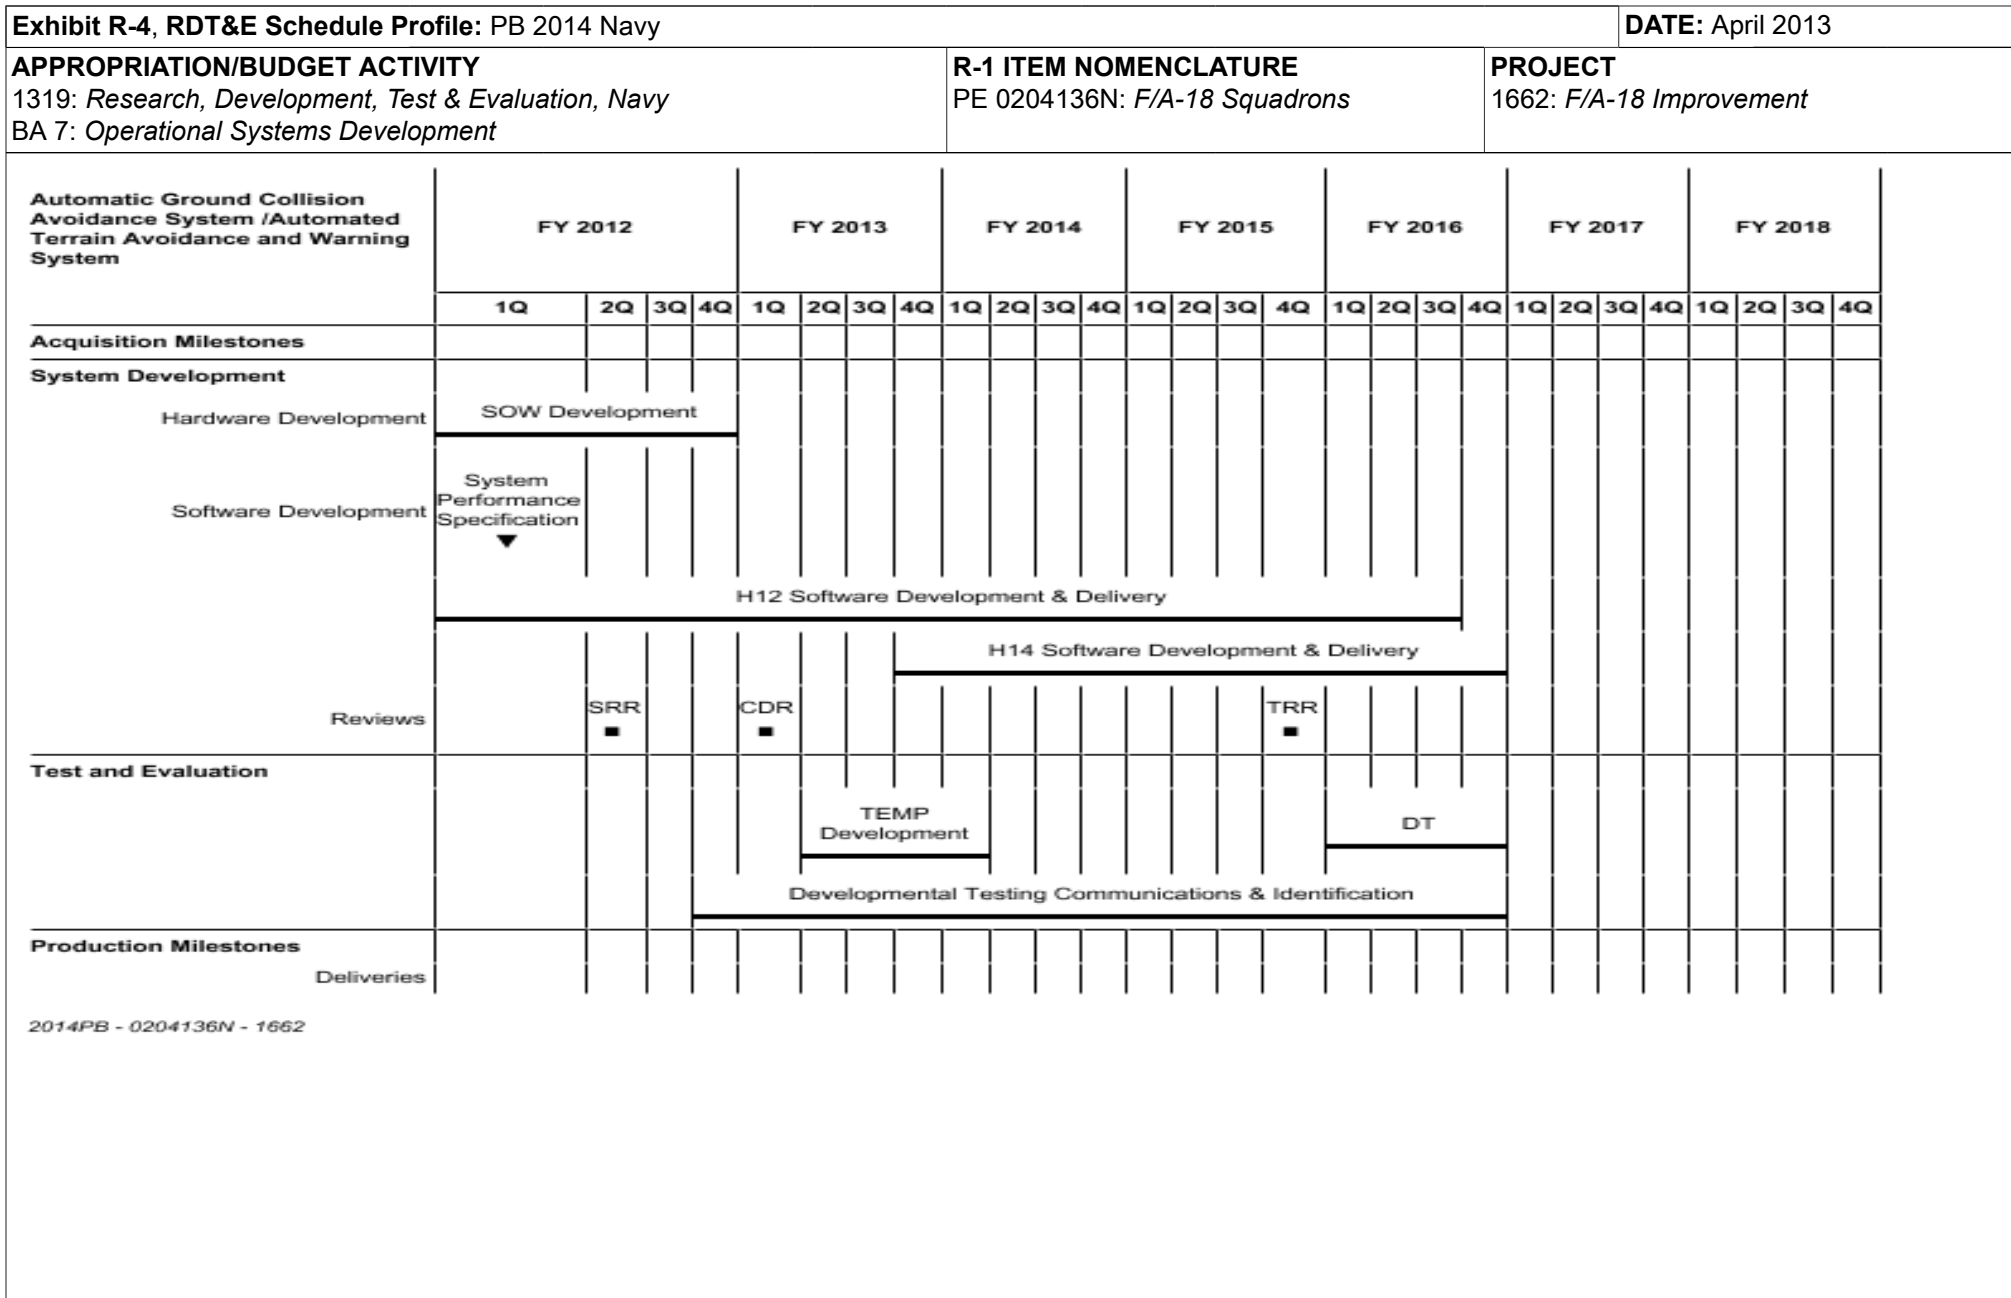 Exhibit R-4, RDT&E Schedule Profile: PB 2014 Navy
DATE: April 2013
APPROPRIATION/BUDGET ACTIVITY
1319: Research, Development, Test & Evaluation, Navy
BA 7: Operational Systems Development
R-1 ITEM NOMENCLATURE
PE 0204136N: F/A-18 Squadrons
PROJECT
1662: F/A-18 Improvement
Automatic Ground Collision
Avoidance System /Automated
Terrain Avoidance and Warning
System
FY 2012 FY 2013 FY 2014 FY 2015 FY 2016 FY 2017 FY 2018
1Q 2Q 3Q 4Q 1Q 2Q 3Q 4Q 1Q 2Q 3Q 4Q 1Q 2Q 3Q 4Q 1Q 2Q 3Q 4Q 1Q 2Q 3Q 4Q 1Q 2Q 3Q 4Q
Acquisition Milestones
System Development
Hardware Development
SOW Development
Software Development
System
Performance
Specification
H12 Software Development & Delivery
H14 Software Development & Delivery
Reviews
SRR CDR TRR
Test and Evaluation
TEMP
Development
DT
Developmental Testing Communications & Identification
Production Milestones
Deliveries
2014PB - 0204136N - 1662